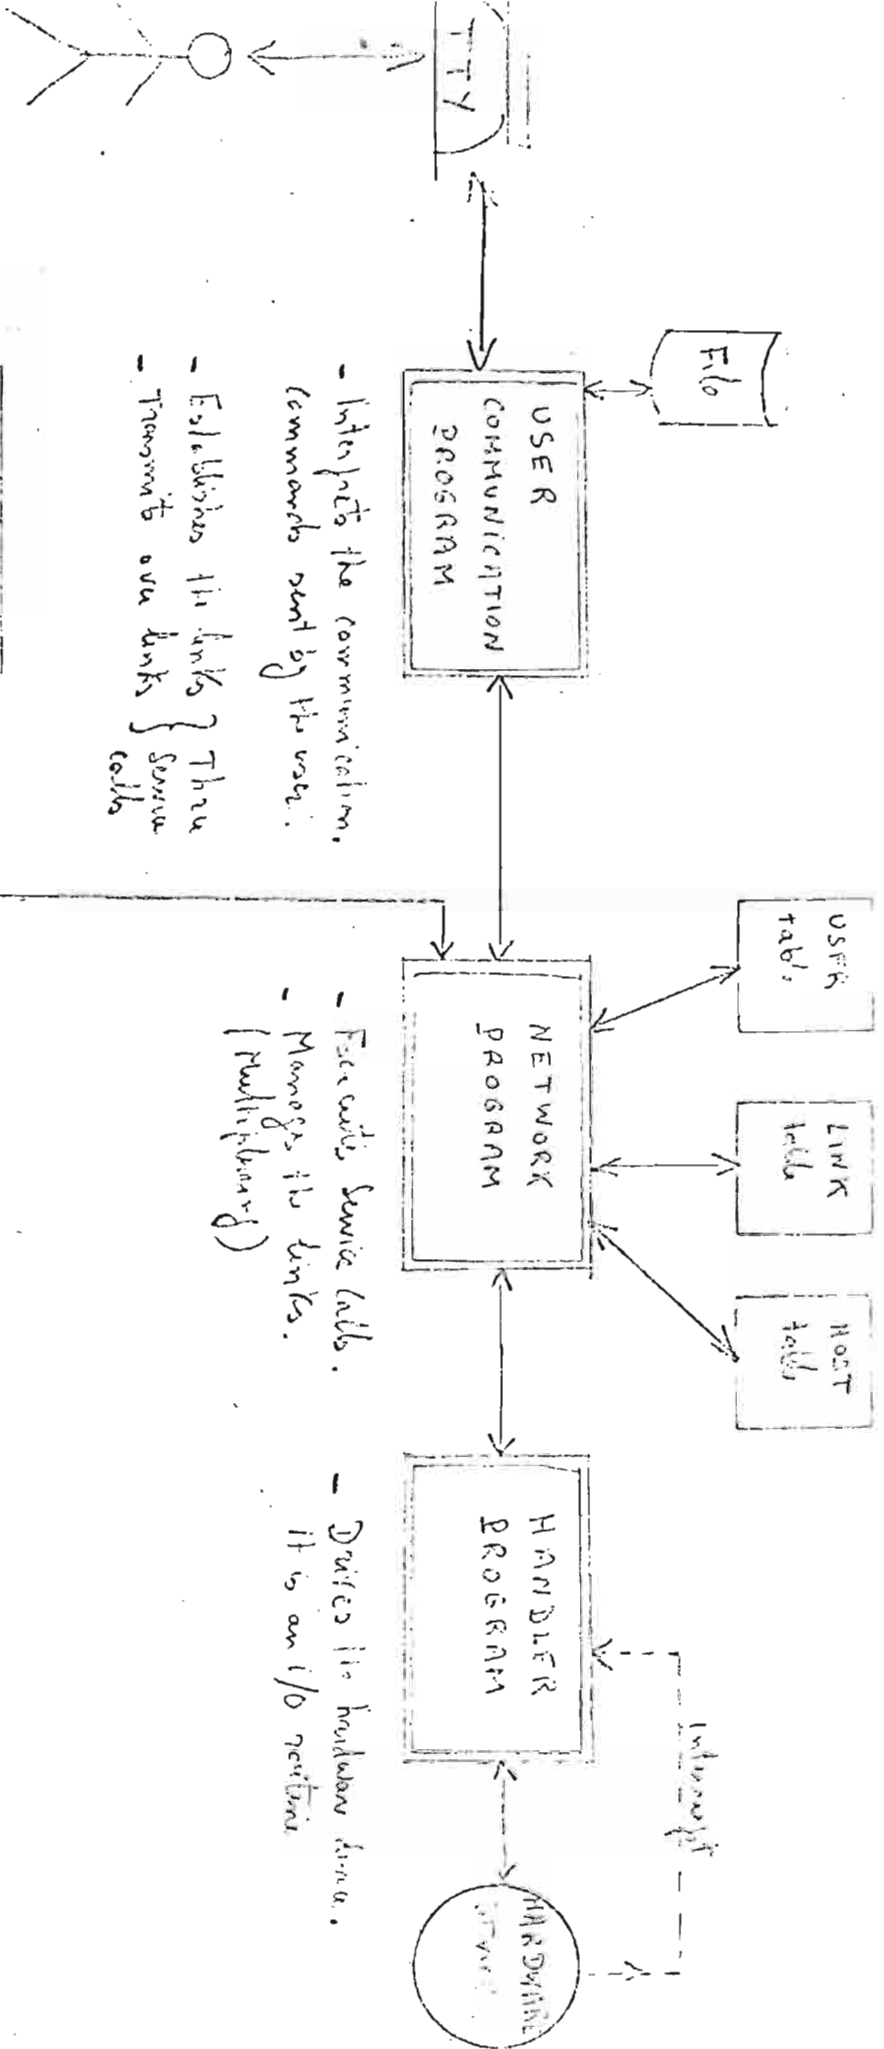 TTY
File
USER
COMMUNICATION
PROGRAM
- Interprets the communication.
commands sent by the user.
- Establishes the links } Thru
- Transmits over links } Service
calls
USER
table
LINK
table
HOST
table
NETWORK
PROGRAM
- Executes Service Calls.
- Manages the links.
(Multiplexing)
HANDLER
PROGRAM
- Drives the hardware
it is an i/o routine
Interrupt
HARDWARE